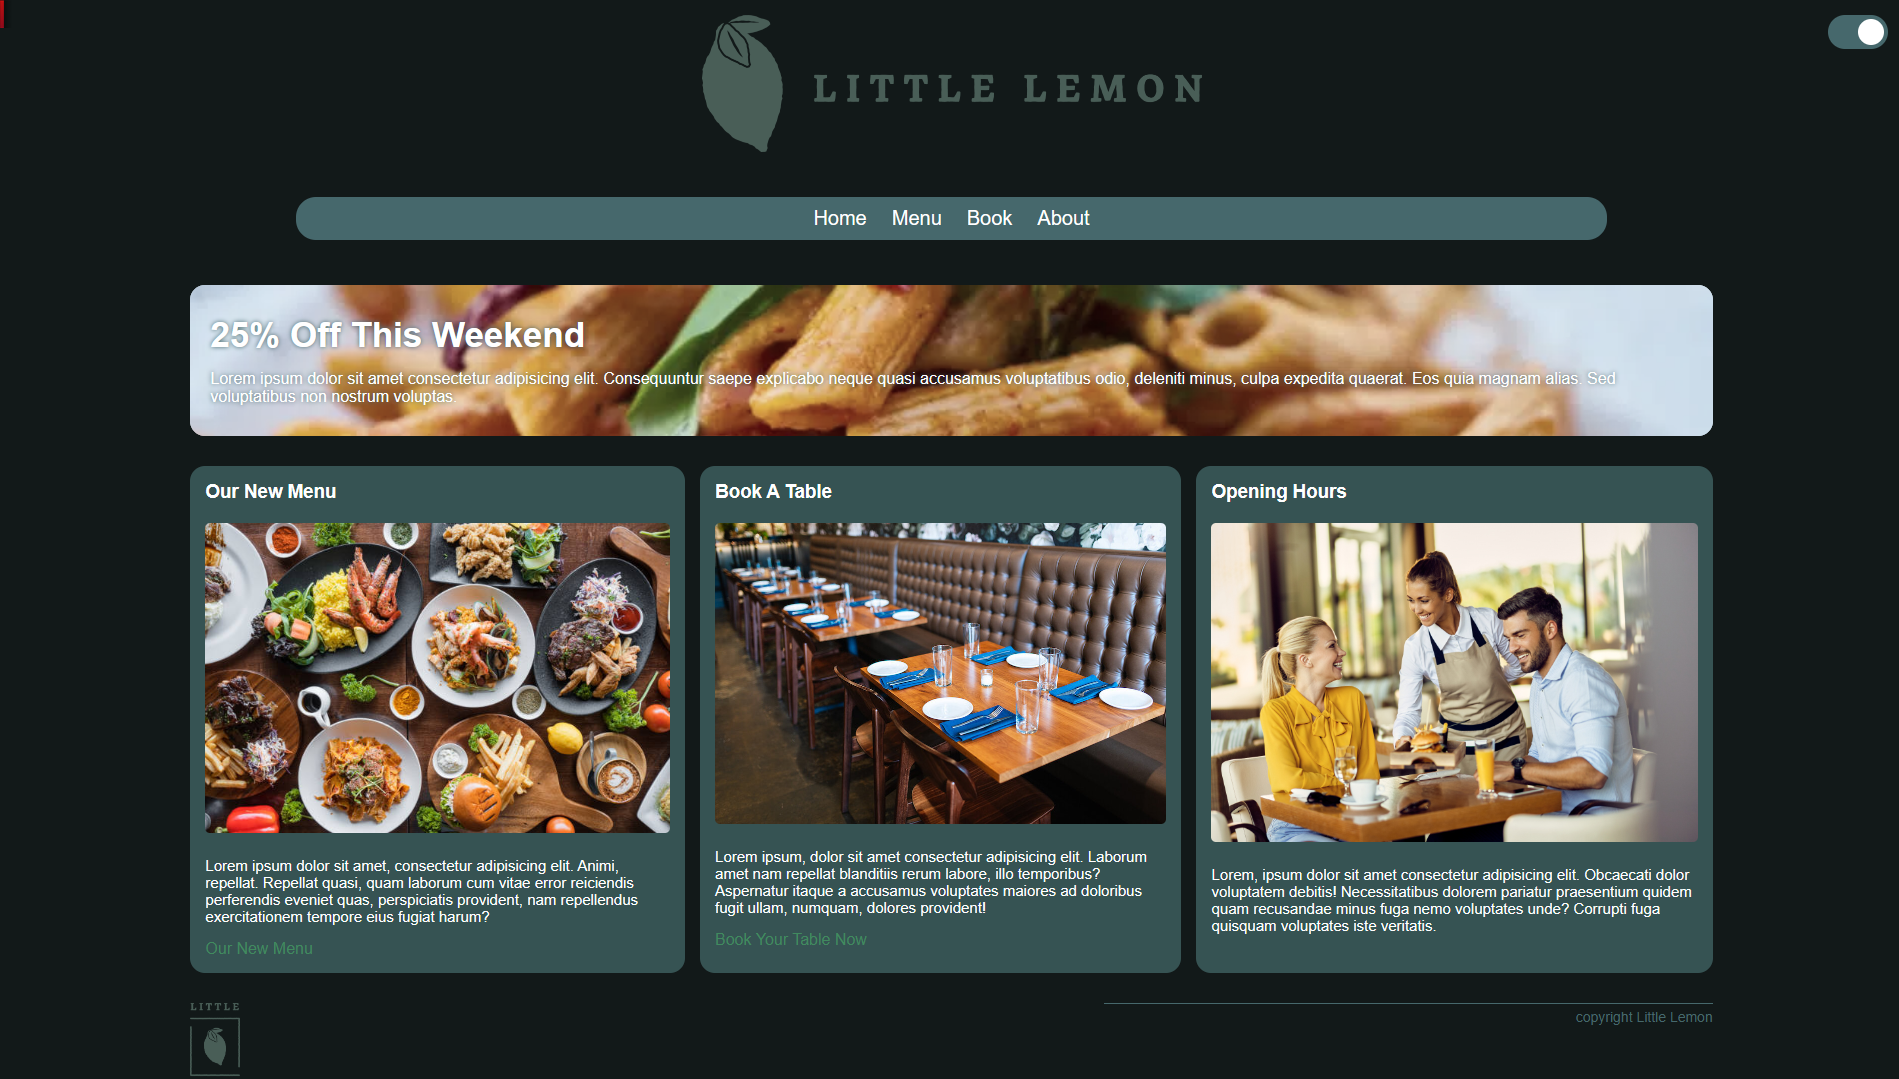 LITTLE LEMON
Home Menu Book About
25% Off This Weekend
Lorem ipsum dolor sit amet consectetur adipisicing elit. Consequuntur saepe explicabo neque quasi accusamus voluptatibus odio, deleniti minus, culpa expedita quaerat. Eos quia magnam alias. Sed
voluptatibus non nostrum voluptas.
Our New Menu
Lorem ipsum dolor sit amet, consectetur adipisicing elit. Animi,
repellat. Repellat quasi, quam laborum cum vitae error reiciendis
perferendis eveniet quas, perspiciatis provident, nam repellendus
exercitationem tempore eius fugiat harum?
Our New Menu
Book A Table
Lorem ipsum, dolor sit amet consectetur adipisicing elit. Laborum
amet nam repellat blanditiis rerum labore, illo temporibus?
Aspernatur itaque a accusamus voluptates maiores ad doloribus
fugit ullam, numquam, dolores provident!
Book Your Table Now
Opening Hours
Lorem ipsum dolor sit amet consectetur adipisicing elit. Obcaecati dolor
voluptatem debitis! Necessitatibus dolorem pariatur praesentium quidem
quam recusandae minus fuga nemo voluptates unde? Corrupti fuga
quisquam voluptates iste veritatis.
LITTLE
copyright Little Lemon